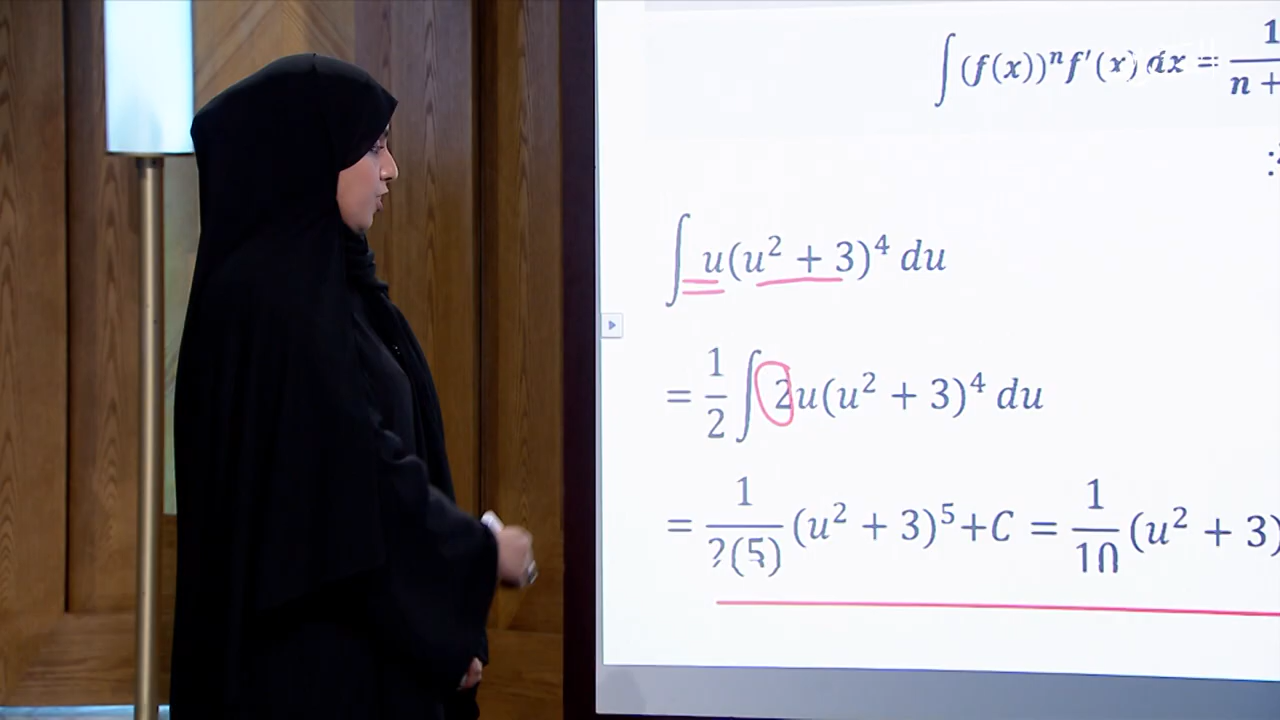 ∫(f(x))ⁿf′(x) dx = 1/n +
:
∫ u(u² + 3)⁴ du
= 1/2 ∫ 2u(u² + 3)⁴ du
= 1/2(5) (u² + 3)⁵+C = 1/10 (u² + 3)